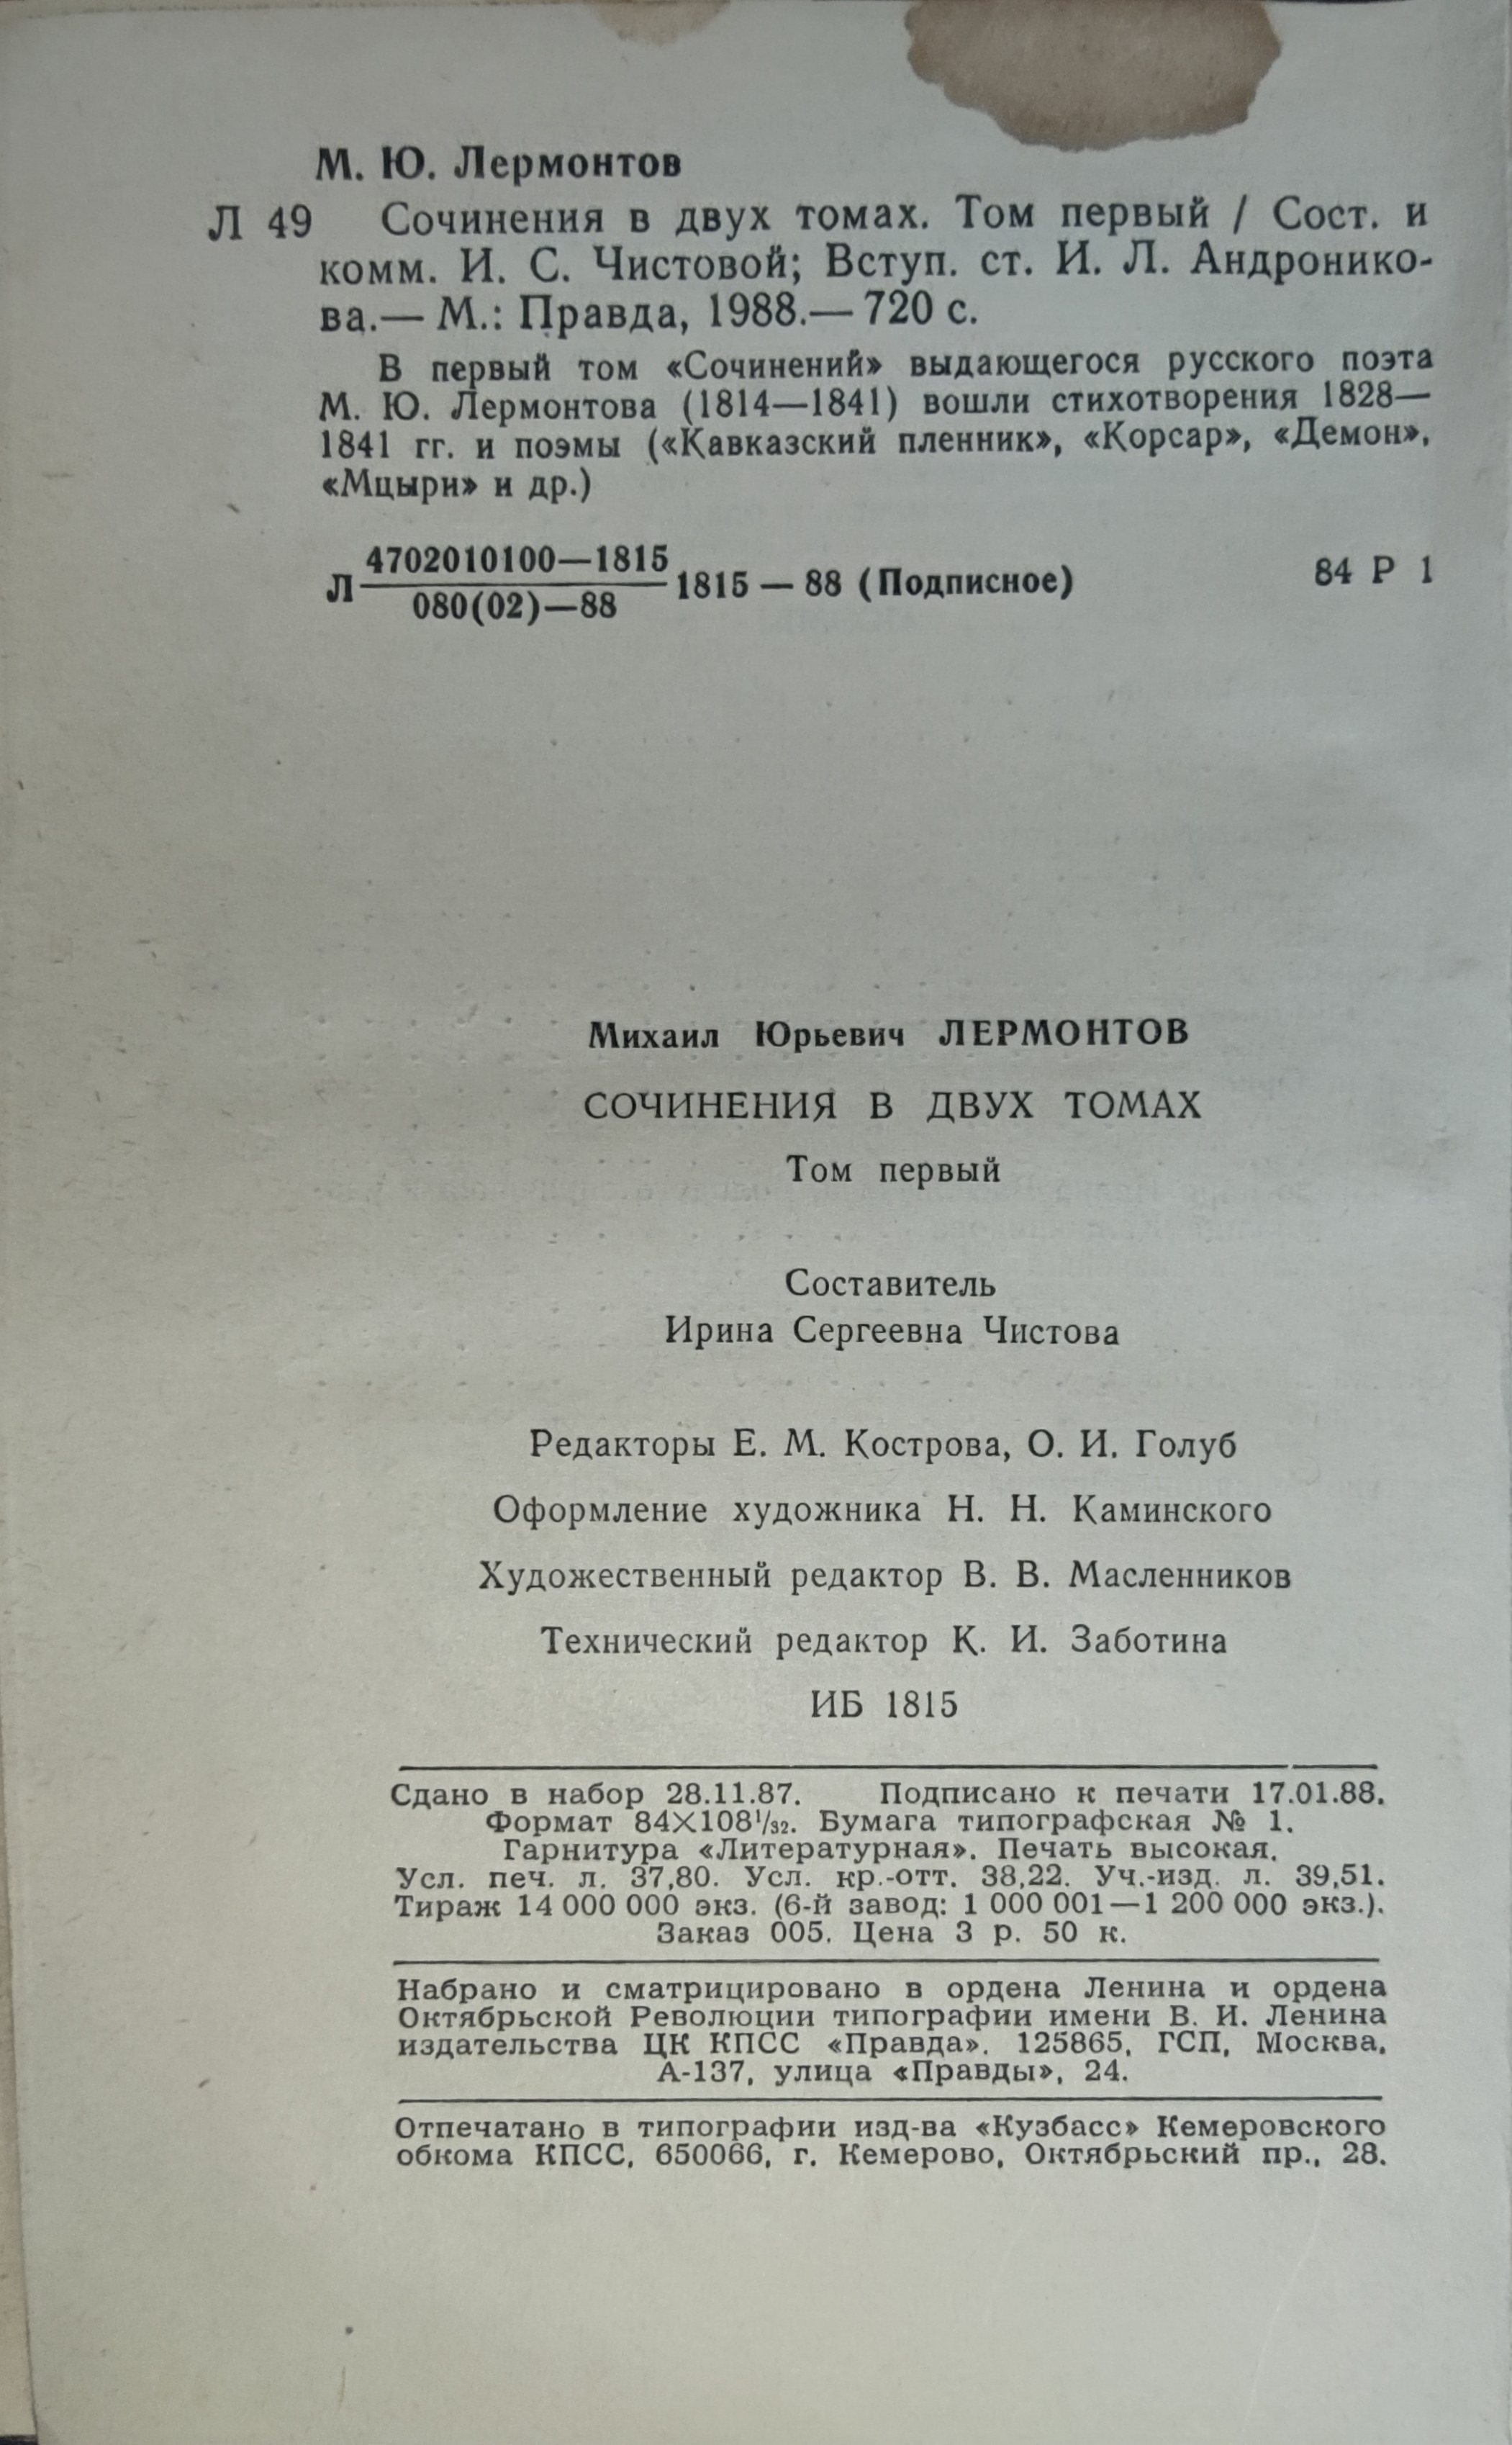 М. Ю. Лермонтов
Л 49 Сочинения в двух томах. Том первый / Сост. и
комм. И. С. Чистовой; Вступ. ст. И. Л. Андронико-
ва.— М.: Правда, 1988.— 720 с.
В первый том «Сочинений» выдающегося русского поэта
М. Ю. Лермонтова (1814—1841) вошли стихотворения 1828—
1841 гг. и поэмы («Кавказский пленник», «Корсар», «Демон»,
«Мцыри» и др.)
4702010100—1815
Л 1815 — 88 (Подписное) 84 Р 1
080(02)—88
Михаил Юрьевич ЛЕРМОНТОВ
СОЧИНЕНИЯ В ДВУХ ТОМАХ
Том первый
Составитель
Ирина Сергеевна Чистова
Редакторы Е. М. Кострова, О. И. Голуб
Оформление художника Н. Н. Каминского
Художественный редактор В. В. Масленников
Технический редактор К. И. Заботина
ИБ 1815
Сдано в набор 28.11.87. Подписано к печати 17.01.88.
Формат 84×108¹/₃₂. Бумага типографская № 1.
Гарнитура «Литературная». Печать высокая.
Усл. печ. л. 37,80. Усл. кр.-отт. 38,22. Уч.-изд. л. 39,51.
Тираж 14 000 000 экз. (6-й завод: 1 000 001—1 200 000 экз.).
Заказ 005. Цена 3 р. 50 к.
Набрано и сматрицировано в ордена Ленина и ордена
Октябрьской Революции типографии имени В. И. Ленина
издательства ЦК КПСС «Правда». 125865, ГСП, Москва,
А-137, улица «Правды», 24.
Отпечатано в типографии изд-ва «Кузбасс» Кемеровского
обкома КПСС, 650066, г. Кемерово, Октябрьский пр., 28.